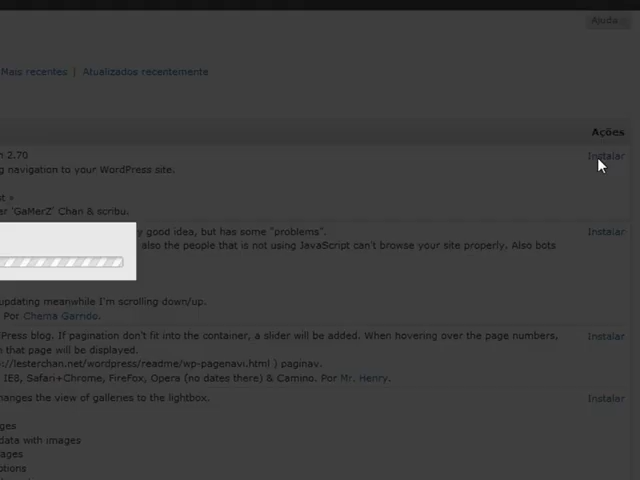 Ajuda
Mais recentes | Atualizados recentemente
Ações
2.70
Instalar
ng navigation to your WordPress site.
st »
ar 'GaMerZ' Chan & scribu.
y good idea, but has some "problems".
Instalar
also the people that is not using JavaScript can't browse your site properly. Also bots
updating meanwhile I'm scrolling down/up.
Por Chema Garrido.
Press blog. If pagination don't fit into the container, a slider will be added. When hovering over the page numbers,
Instalar
n that page will be displayed.
://lesterchan.net/wordpress/readme/wp-pagenavi.html ) paginav.
IE8, Safari+Chrome, FireFox, Opera (no dates there) & Camino. Por Mr. Henry.
hanges the view of galleries to the lightbox.
Instalar
ges
data with images
ages
ptions